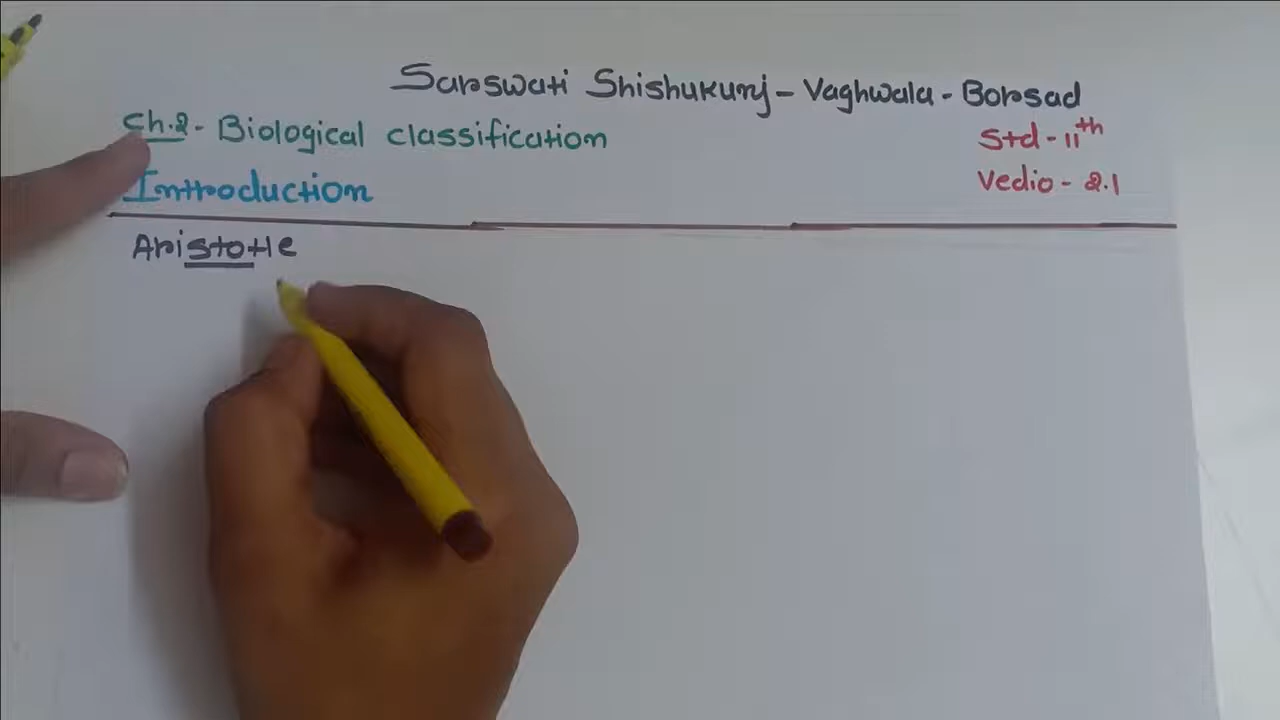 Sarswati Shishukunj - Vaghwala - Borsad
Ch.2 - Biological classification
Std - 11th
Introduction
Vedio - 2.1
Aristotle